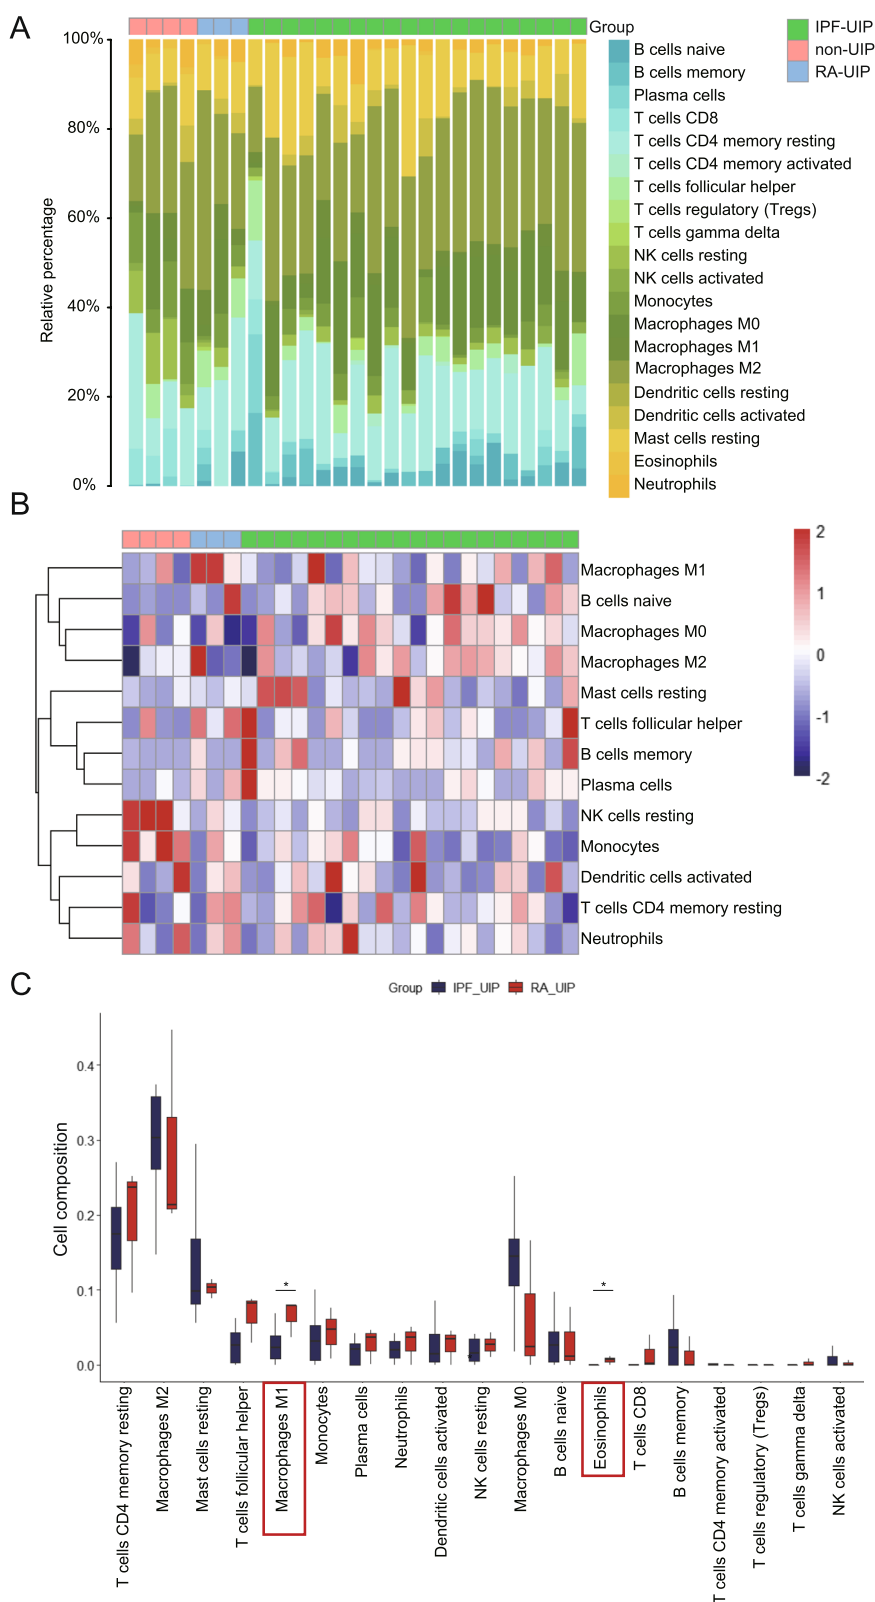 A
Group
IPF-UIP
non-UIP
RA-UIP
100%
80%
60%
40%
20%
0%
Relative percentage
B cells naive
B cells memory
Plasma cells
T cells CD8
T cells CD4 memory resting
T cells CD4 memory activated
T cells follicular helper
T cells regulatory (Tregs)
T cells gamma delta
NK cells resting
NK cells activated
Monocytes
Macrophages M0
Macrophages M1
Macrophages M2
Dendritic cells resting
Dendritic cells activated
Mast cells resting
Eosinophils
Neutrophils
B
Macrophages M1
B cells naive
Macrophages M0
Macrophages M2
Mast cells resting
T cells follicular helper
B cells memory
Plasma cells
NK cells resting
Monocytes
Dendritic cells activated
T cells CD4 memory resting
Neutrophils
2
1
0
-1
-2
C
Group IPF_UIP RA_UIP
Cell composition
0.4
0.3
0.2
0.1
0.0
*
*
T cells CD4 memory resting
Macrophages M2
Mast cells resting
T cells follicular helper
Macrophages M1
Monocytes
Plasma cells
Neutrophils
Dendritic cells activated
NK cells resting
Macrophages M0
B cells naive
Eosinophils
T cells CD8
B cells memory
T cells CD4 memory activated
T cells regulatory (Tregs)
T cells gamma delta
NK cells activated